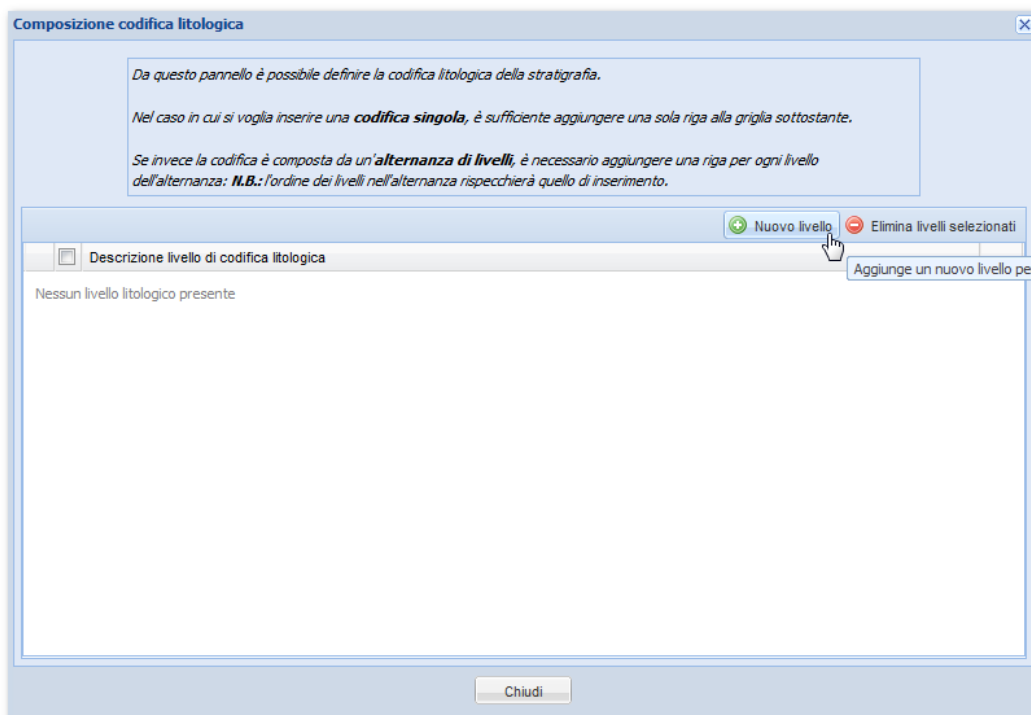 Composizione codifica litologica
Da questo pannello è possibile definire la codifica litologica della stratigrafia.
Nel caso in cui si voglia inserire una codifica singola, è sufficiente aggiungere una sola riga alla griglia sottostante.
Se invece la codifica è composta da un'alternanza di livelli, è necessario aggiungere una riga per ogni livello
dell'alternanza: N.B.: l'ordine dei livelli nell'alternanza rispecchierà quello di inserimento.
Nuovo livello Elimina livelli selezionati
Descrizione livello di codifica litologica
Aggiunge un nuovo livello pe
Nessun livello litologico presente
Chiudi